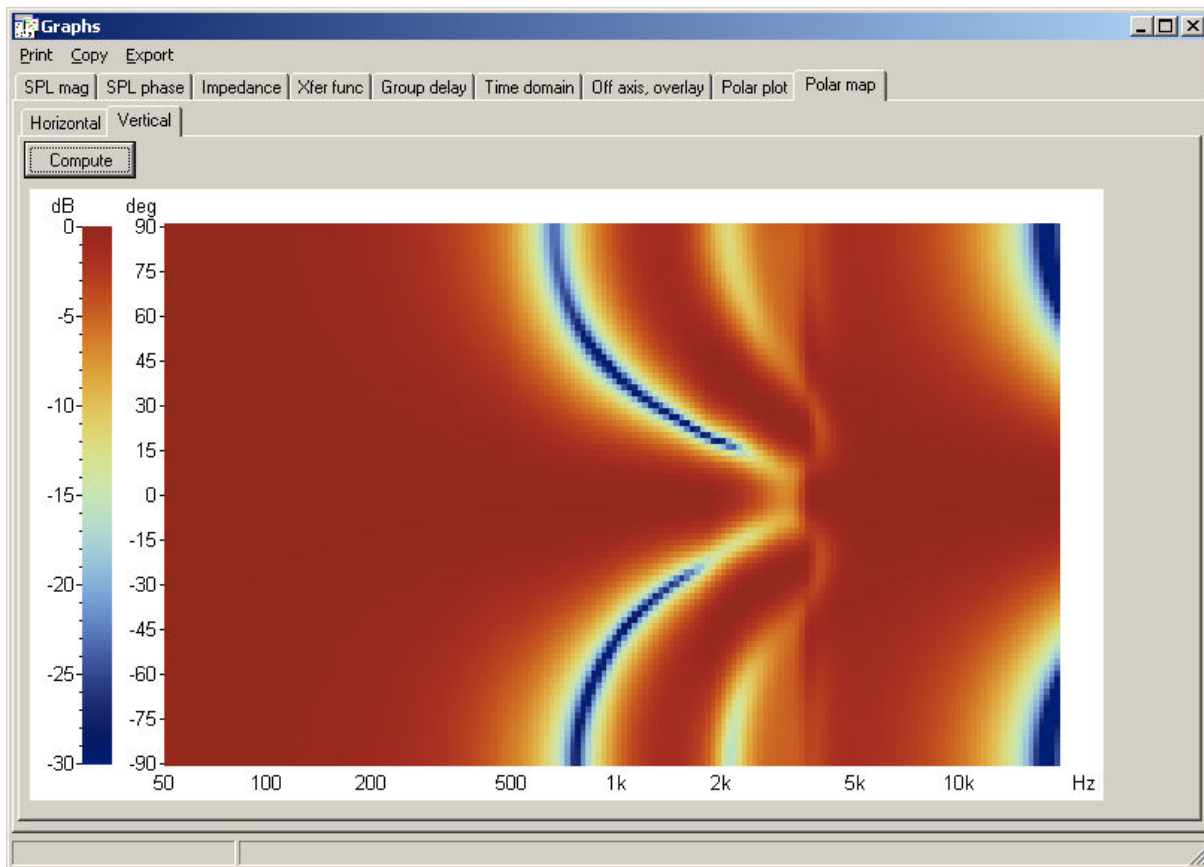 Graphs
Print Copy Export
SPL mag SPL phase Impedance Xfer func Group delay Time domain Off axis, overlay Polar plot Polar map
Horizontal Vertical
Compute
dB deg
0 90
75
-5 60
45
-10 30
15
-15 0
-15
-20 -30
-45
-25 -60
-75
-30 -90
50 100 200 500 1k 2k 5k 10k Hz